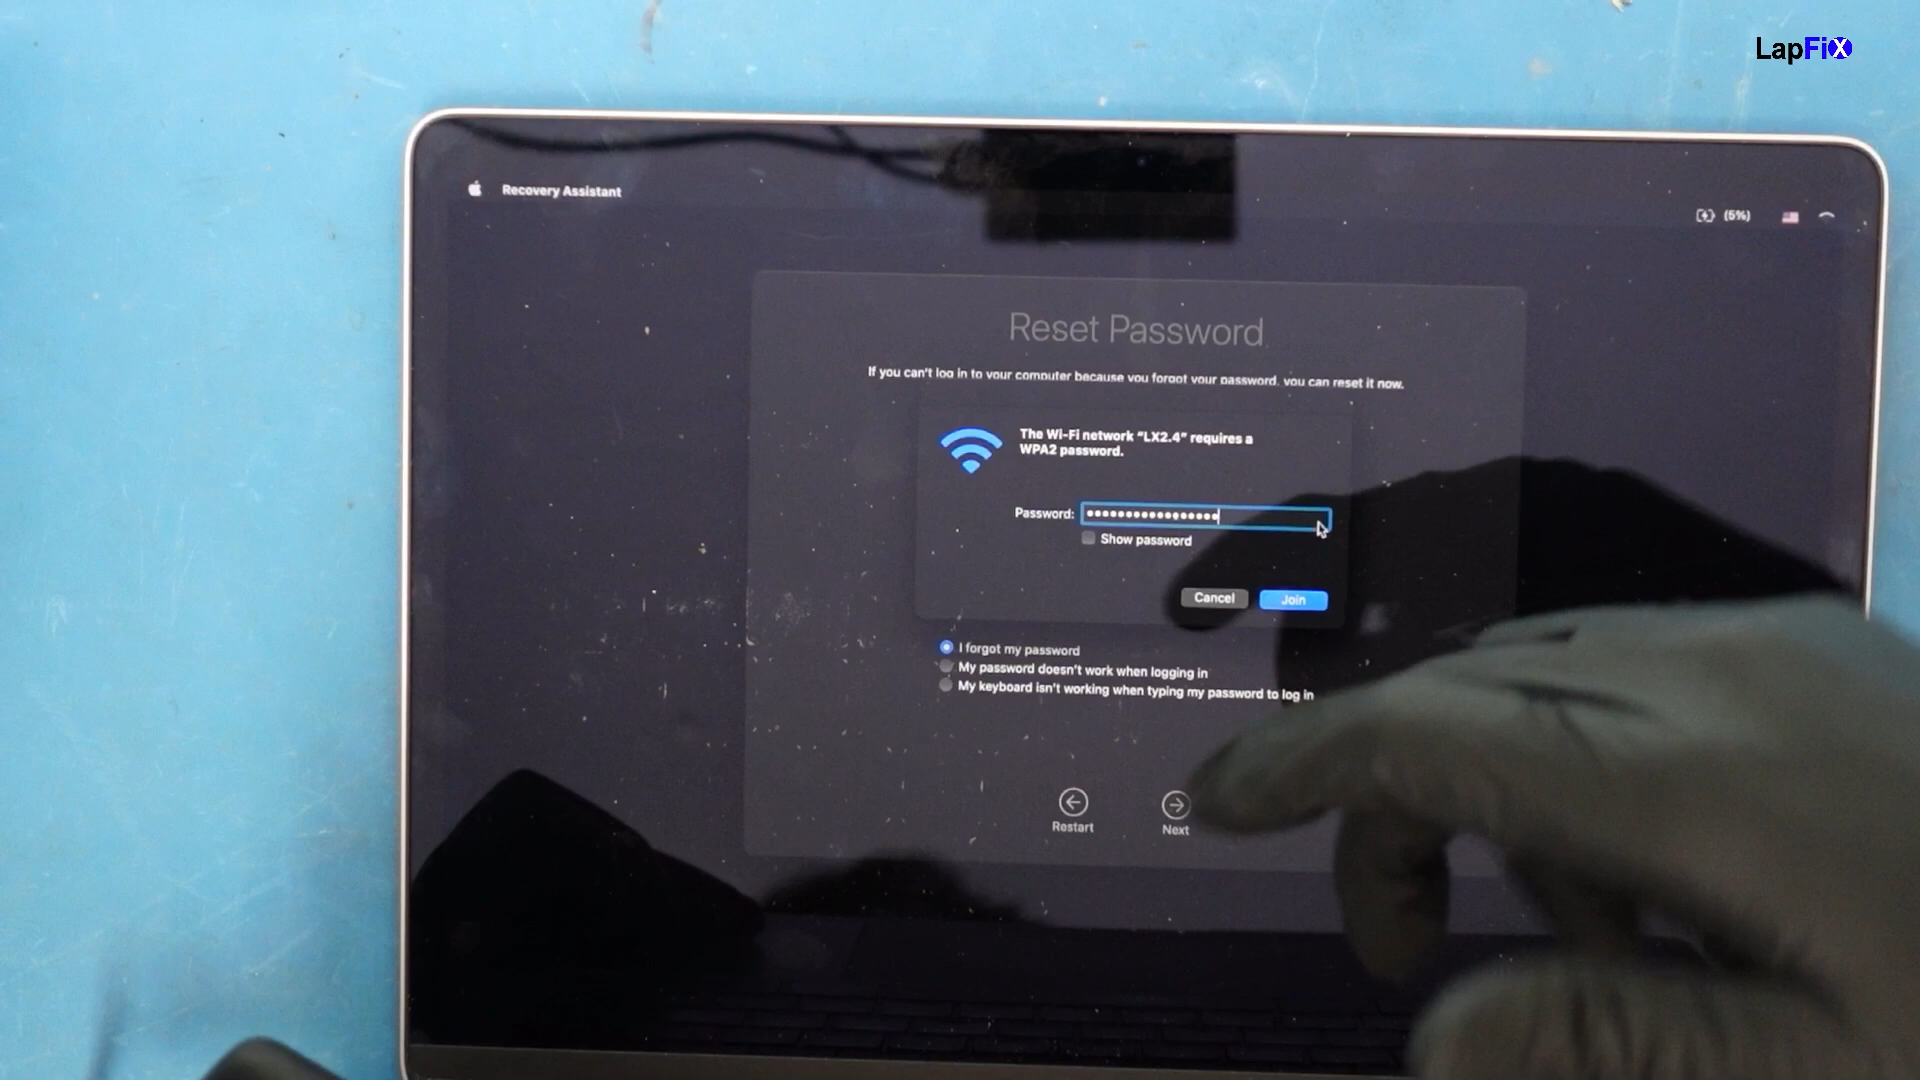 LapFiX
Recovery Assistant
(5%)
Reset Password
If you can't log in to your computer because you forgot your password, you can reset it now.
The Wi-Fi network “LX2.4” requires a
WPA2 password.
Password: •••••••••••••••••
Show password
Cancel
Join
I forgot my password
My password doesn't work when logging in
My keyboard isn't working when typing my password to log in
Restart
Next